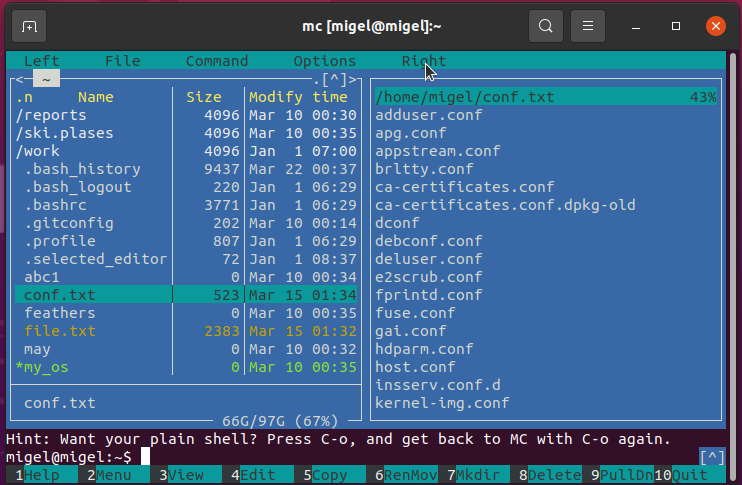 mc [migel@migel]:~
Left File Command Options Right
<─ ~ ─.[^]>
.n Name Size Modify time
/reports 4096 Mar 10 00:30
/ski.plases 4096 Mar 10 00:35
/work 4096 Jan 1 07:00
.bash_history 9437 Mar 22 00:37
.bash_logout 220 Jan 1 06:29
.bashrc 3771 Jan 1 06:29
.gitconfig 202 Mar 10 00:14
.profile 807 Jan 1 06:29
.selected_editor 72 Jan 1 08:37
abc1 0 Mar 10 00:34
conf.txt 523 Mar 15 01:34
feathers 0 Mar 10 00:35
file.txt 2383 Mar 15 01:32
may 0 Mar 10 00:32
*my_os 0 Mar 10 00:35
conf.txt
66G/97G (67%)
/home/migel/conf.txt 43%
adduser.conf
apg.conf
appstream.conf
brltty.conf
ca-certificates.conf
ca-certificates.conf.dpkg-old
dconf
debconf.conf
deluser.conf
e2scrub.conf
fprintd.conf
fuse.conf
gai.conf
hdparm.conf
host.conf
insserv.conf.d
kernel-img.conf
Hint: Want your plain shell? Press C-o, and get back to MC with C-o again.
migel@migel:~$ [^]
1Help 2Menu 3View 4Edit 5Copy 6RenMov 7Mkdir 8Delete 9PullDn 10Quit